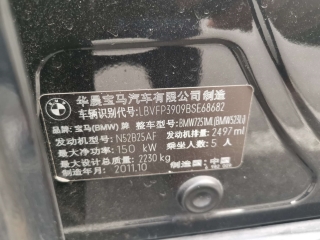 华晨宝马汽车有限公司 制造
车辆识别代号: LBVFP3909BSE68682
品牌: 宝马(BMW) 牌 整车型号: BMW7251ML(BMW525Li)
发动机型号: N52B25AF 发动机排量: 2497 ml
最大净功率: 150 kW 乘坐人数: 5 人
最大设计总质量: 2230 kg
制造年月: 2011.10 制造国: 中国